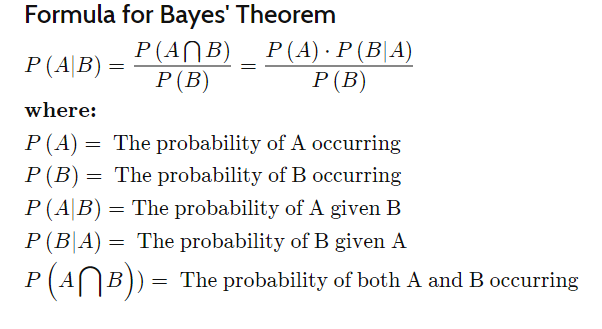 Formula for Bayes' Theorem
P(A|B) = P(A⋂B) / P(B) = P(A)·P(B|A) / P(B)
where:
P(A) = The probability of A occurring
P(B) = The probability of B occurring
P(A|B) = The probability of A given B
P(B|A) = The probability of B given A
P(A⋂B)) = The probability of both A and B occurring